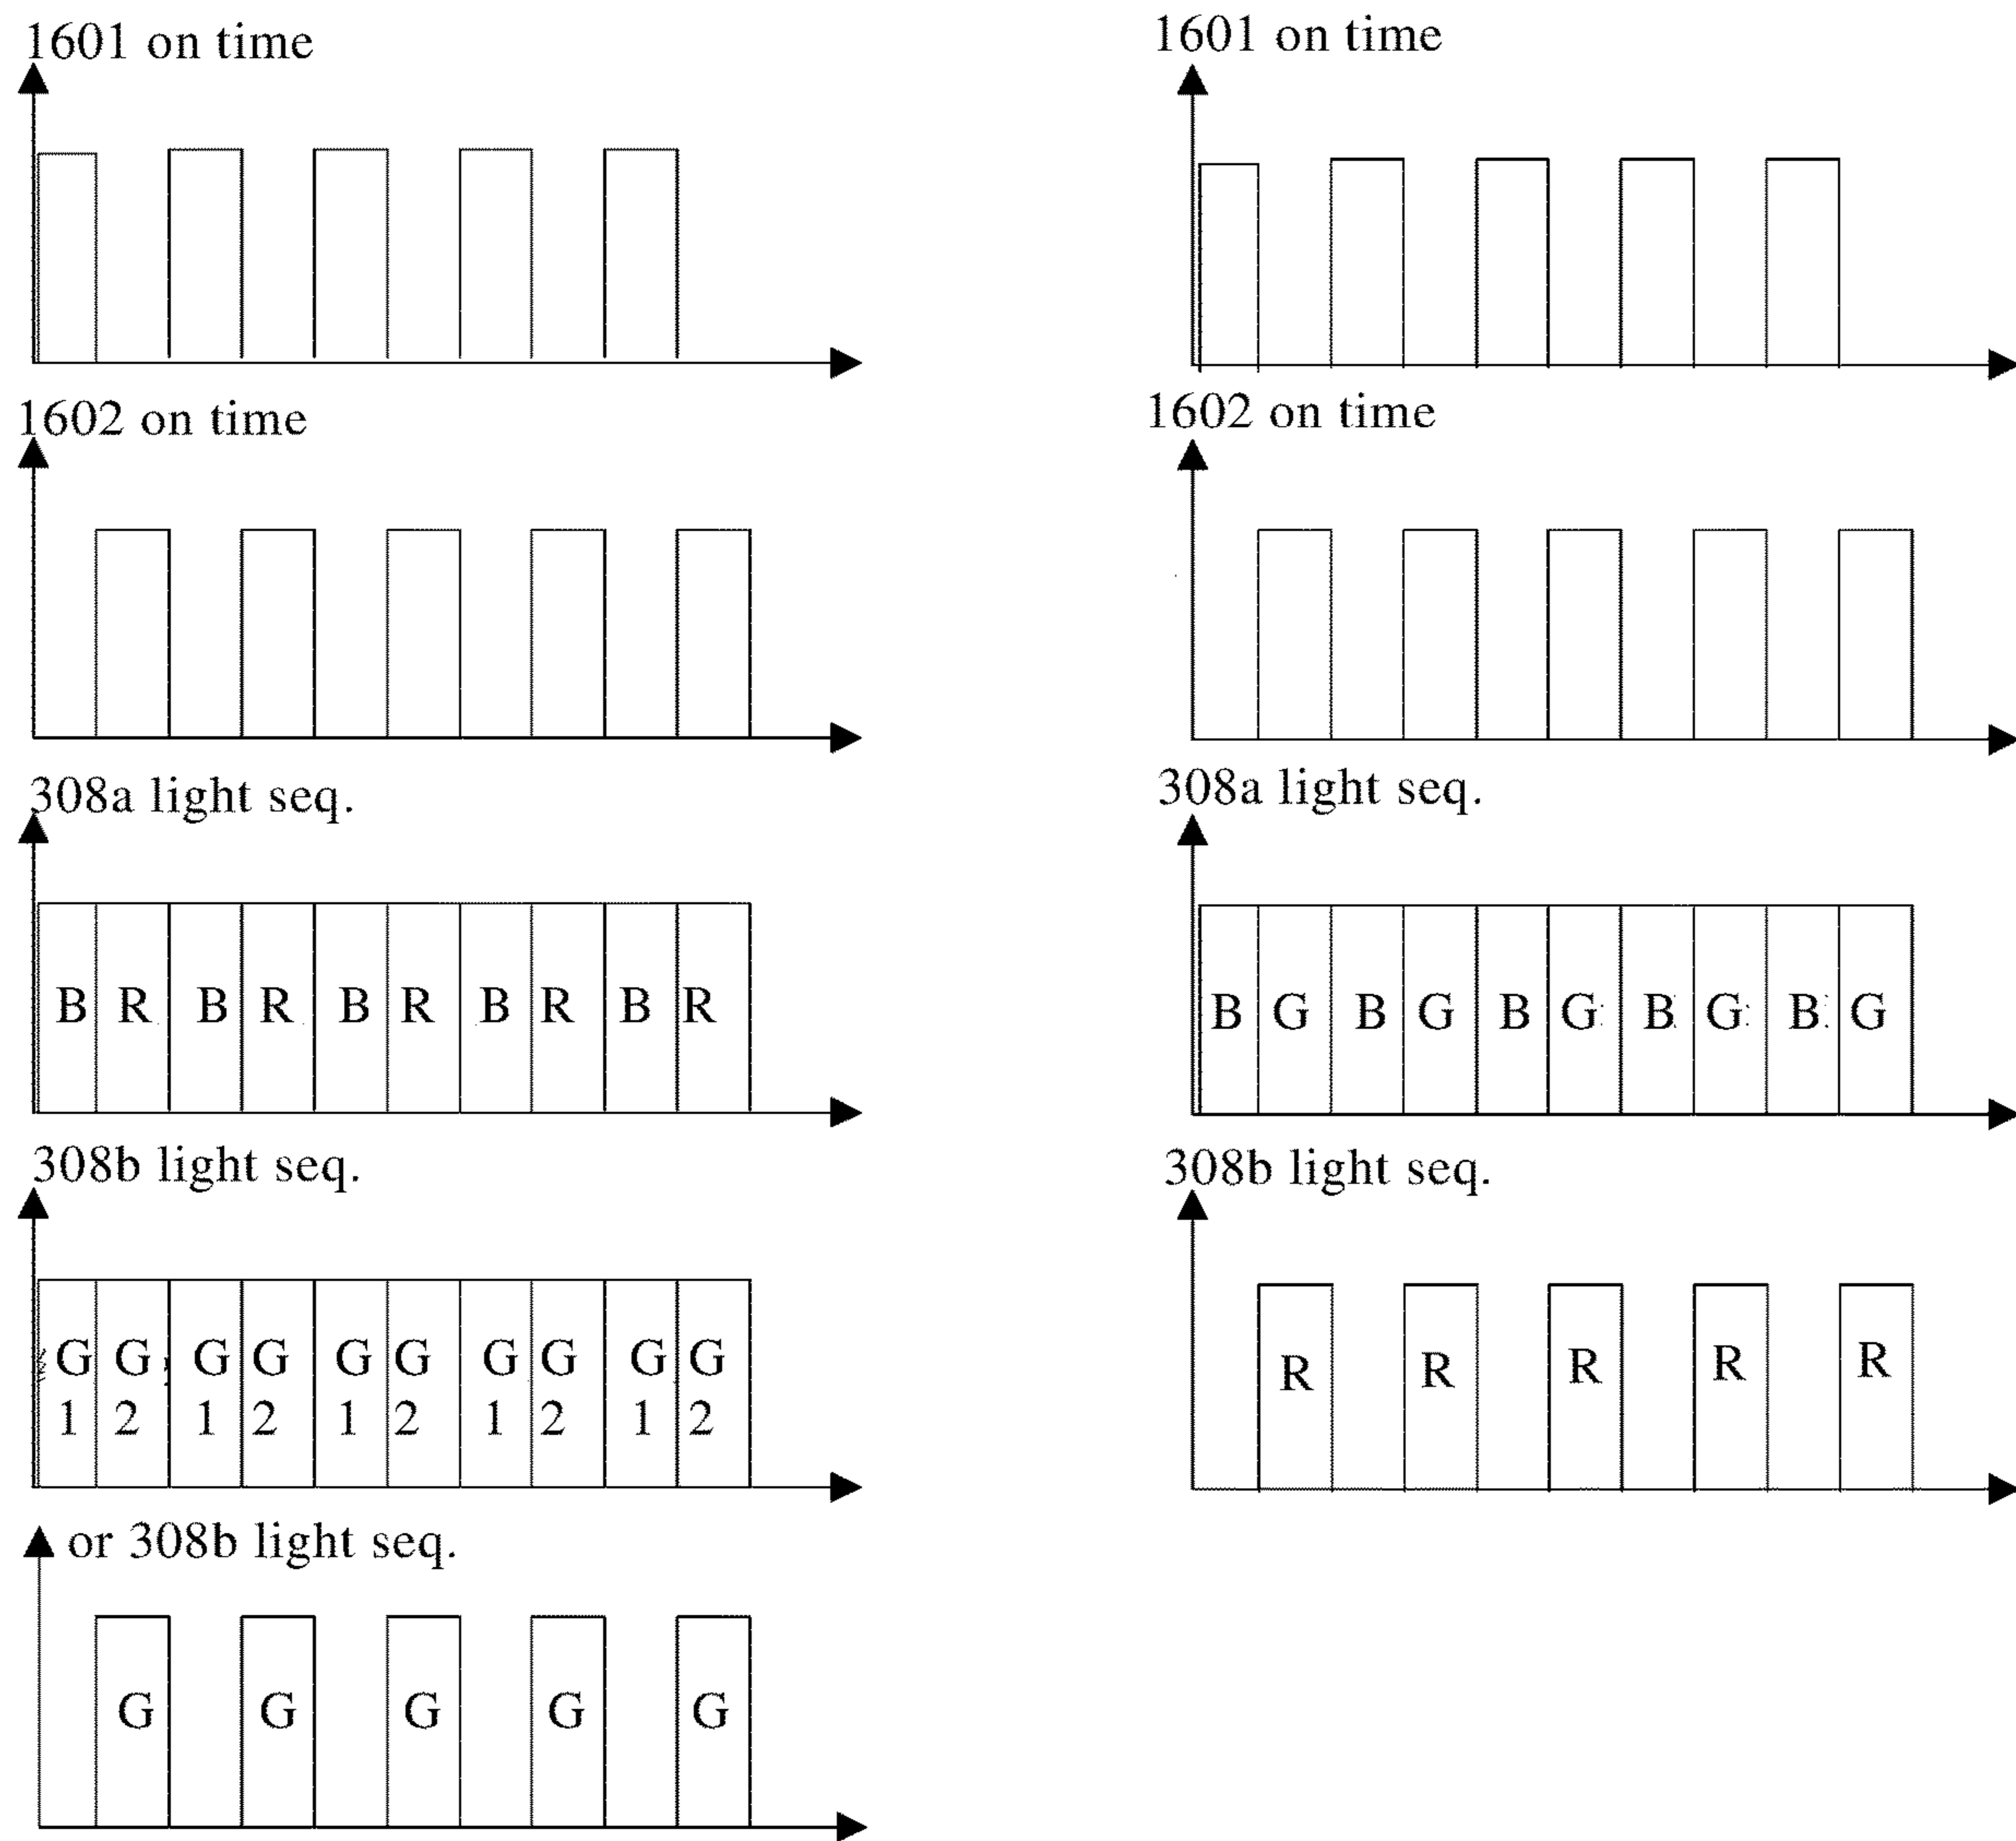 1601 on time
1602 on time
308a light seq.
B R B R B R B R B R
308b light seq.
G G G G G G G G G G
1 2 1 2 1 2 1 2 1 2
or 308b light seq.
G G G G G
1601 on time
1602 on time
308a light seq.
B G B G B G B G B G
308b light seq.
R R R R R